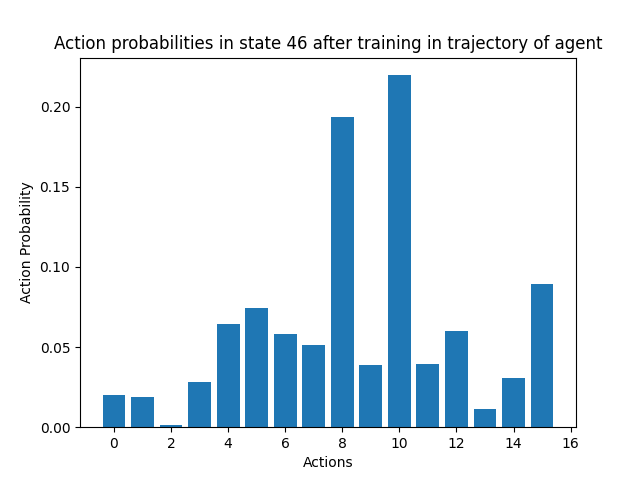 Action probabilities in state 46 after training in trajectory of agent
0.20
0.15
0.10
0.05
0.00
Action Probability
0 2 4 6 8 10 12 14 16
Actions